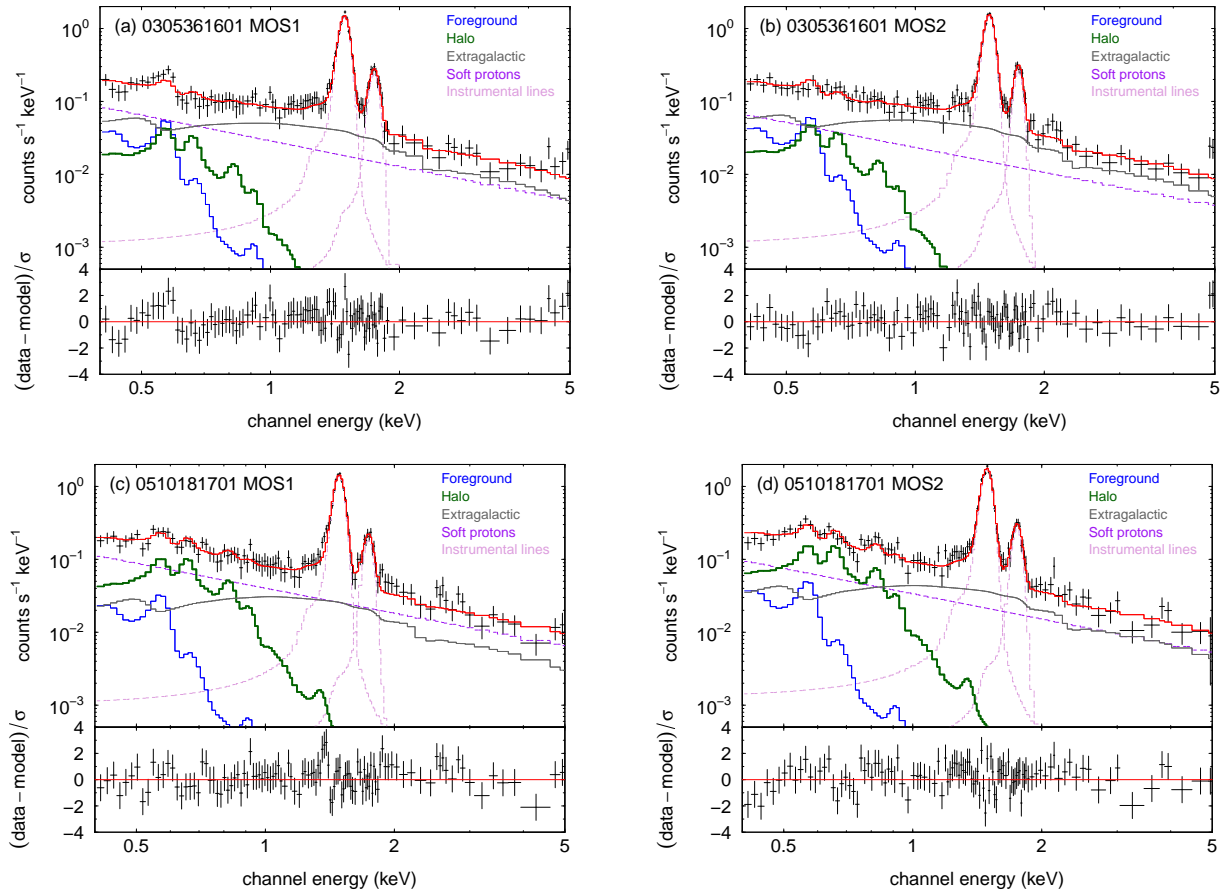 (a) 0305361601 MOS1
Foreground
Halo
Extragalactic
Soft protons
Instrumental lines
10⁰
10⁻¹
10⁻²
10⁻³
counts s⁻¹ keV⁻¹
4
2
0
−2
−4
(data−model)/σ
0.5 1 2 5
channel energy (keV)
(b) 0305361601 MOS2
Foreground
Halo
Extragalactic
Soft protons
Instrumental lines
10⁰
10⁻¹
10⁻²
10⁻³
counts s⁻¹ keV⁻¹
4
2
0
−2
−4
(data−model)/σ
0.5 1 2 5
channel energy (keV)
(c) 0510181701 MOS1
Foreground
Halo
Extragalactic
Soft protons
Instrumental lines
10⁰
10⁻¹
10⁻²
10⁻³
counts s⁻¹ keV⁻¹
4
2
0
−2
−4
(data−model)/σ
0.5 1 2 5
channel energy (keV)
(d) 0510181701 MOS2
Foreground
Halo
Extragalactic
Soft protons
Instrumental lines
10⁰
10⁻¹
10⁻²
10⁻³
counts s⁻¹ keV⁻¹
4
2
0
−2
−4
(data−model)/σ
0.5 1 2 5
channel energy (keV)